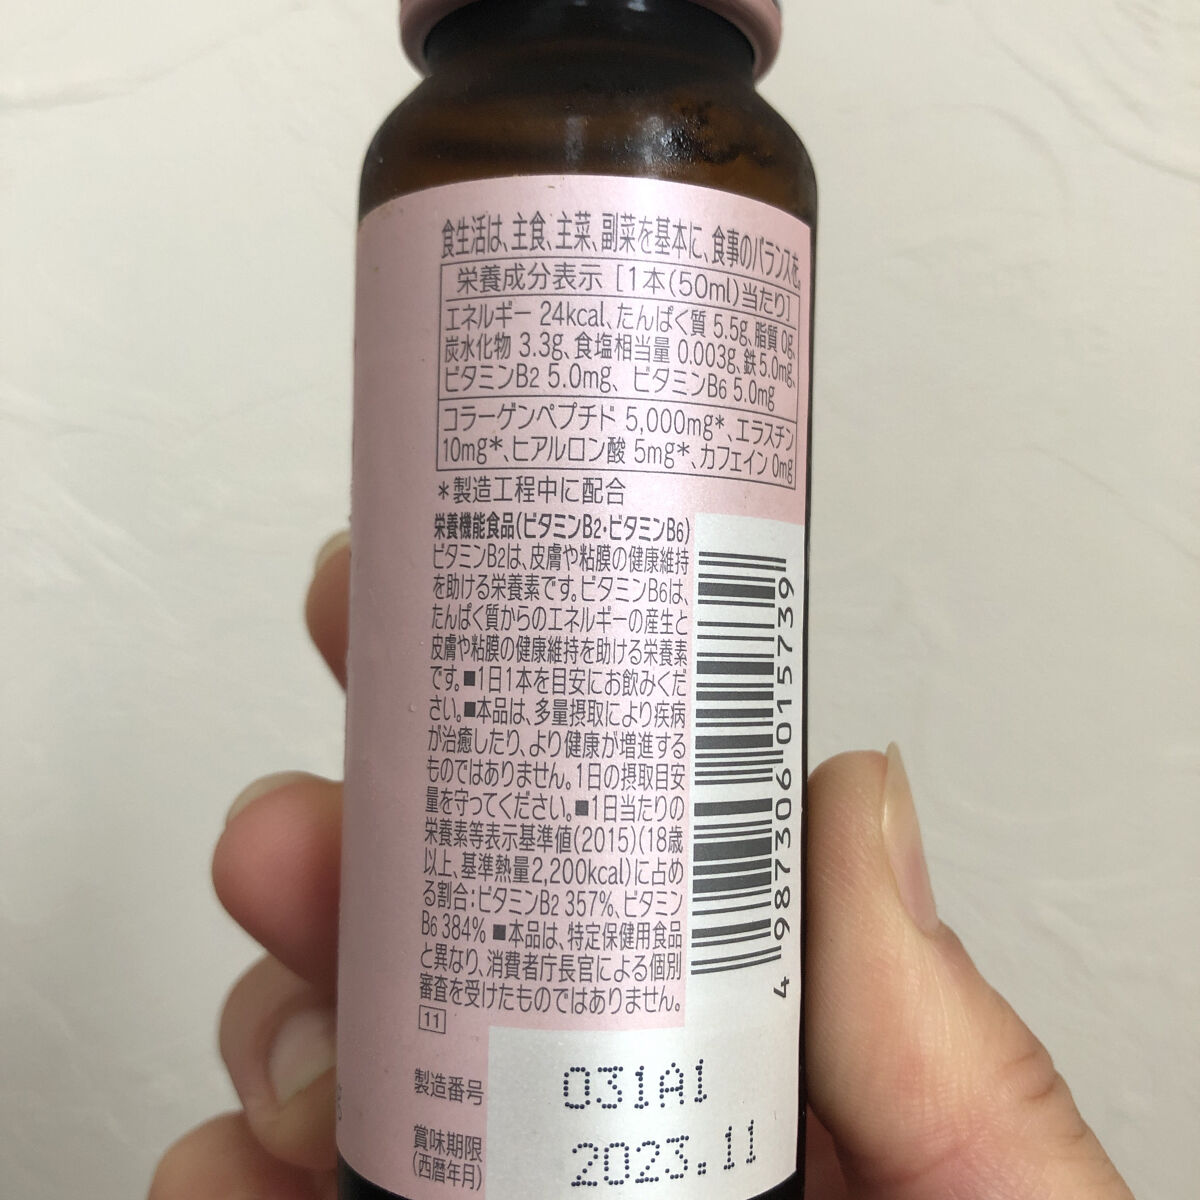 食生活は、主食、主菜、副菜を基本に、食事のバランスを。
栄養成分表示 [1本(50ml)当たり]
エネルギー 24kcal、たんぱく質 5.5g、脂質 0g、
炭水化物 3.3g、食塩相当量 0.003g、鉄5.0mg、
ビタミンB2 5.0mg、ビタミンB6 5.0mg
コラーゲンペプチド 5,000mg*、エラスチン
10mg*、ヒアルロン酸 5mg*、カフェイン 0mg
*製造工程中に配合
栄養機能食品(ビタミンB2・ビタミンB6)
ビタミンB2は、皮膚や粘膜の健康維持
を助ける栄養素です。ビタミンB6は、
たんぱく質からのエネルギーの産生と
皮膚や粘膜の健康維持を助ける栄養素
です。■1日1本を目安にお飲みくだ
さい。■本品は、多量摂取により疾病
が治癒したり、より健康が増進する
ものではありません。1日の摂取目安
量を守ってください。■1日当たりの
栄養素等表示基準値(2015)(18歳
以上、基準熱量2,200kcal)に占め
る割合:ビタミンB2 357%、ビタミン
B6 384% ■本品は、特定保健用食品
と異なり、消費者庁長官による個別
審査を受けたものではありません。
11
4 987306 015739
製造番号 031A1
賞味期限 2023.11
(西暦年月)